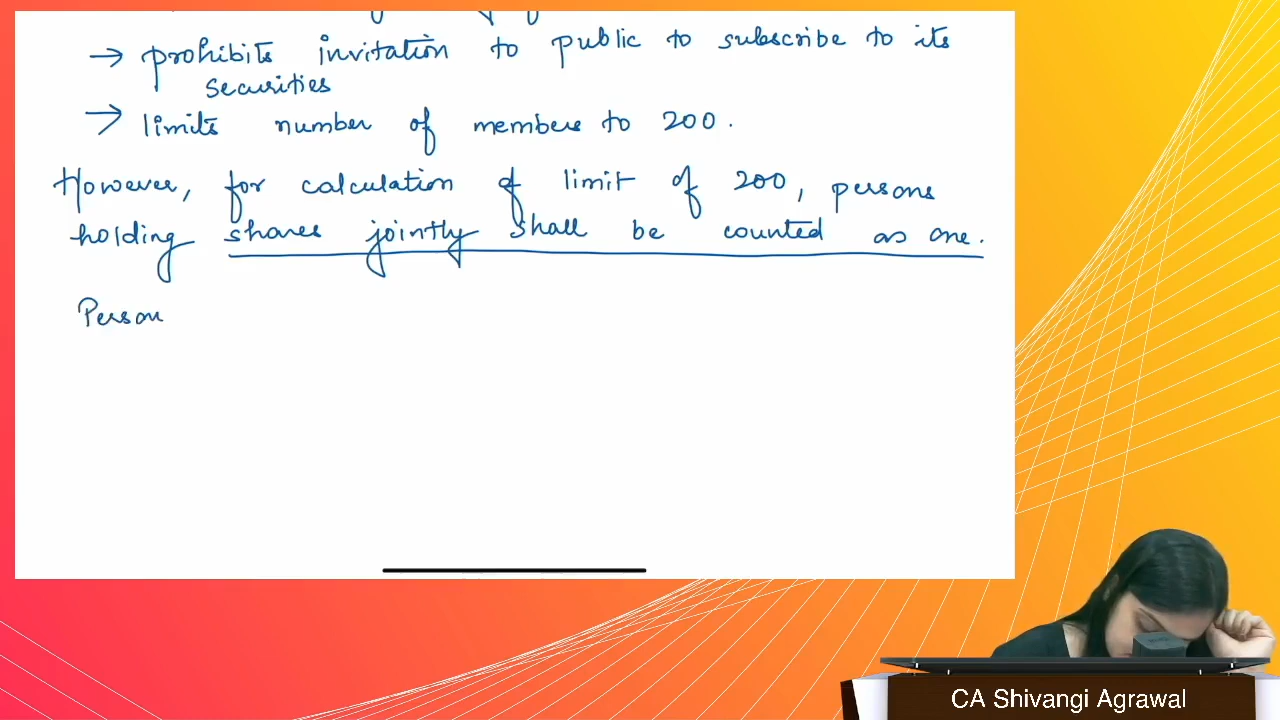 → prohibits invitation to public to subscribe to its
securities
→ limits number of members to 200.
However, for calculation of limit of 200, persons
holding shares jointly shall be counted as one.
Person
CA Shivangi Agrawal